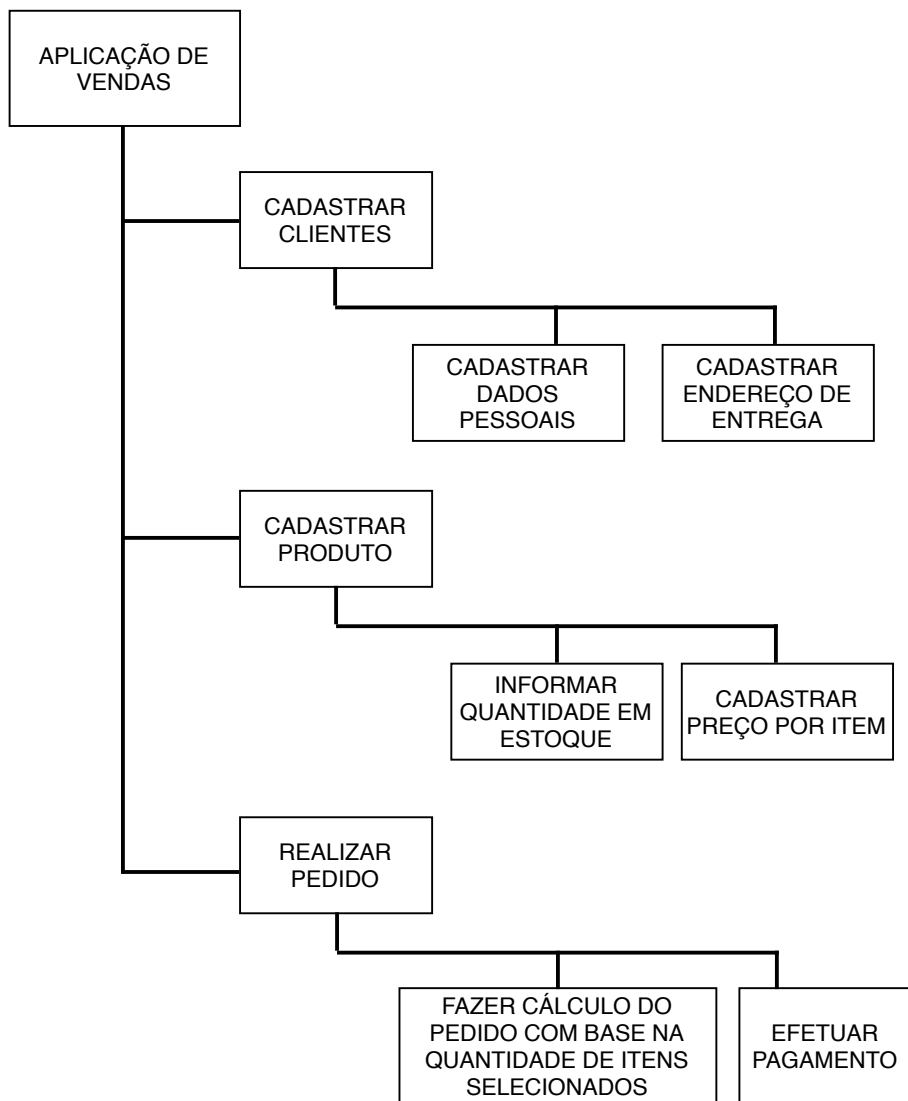 APLICAÇÃO DE
VENDAS
CADASTRAR
CLIENTES
CADASTRAR
DADOS
PESSOAIS
CADASTRAR
ENDEREÇO DE
ENTREGA
CADASTRAR
PRODUTO
INFORMAR
QUANTIDADE EM
ESTOQUE
CADASTRAR
PREÇO POR ITEM
REALIZAR
PEDIDO
FAZER CÁLCULO DO
PEDIDO COM BASE NA
QUANTIDADE DE ITENS
SELECIONADOS
EFETUAR
PAGAMENTO